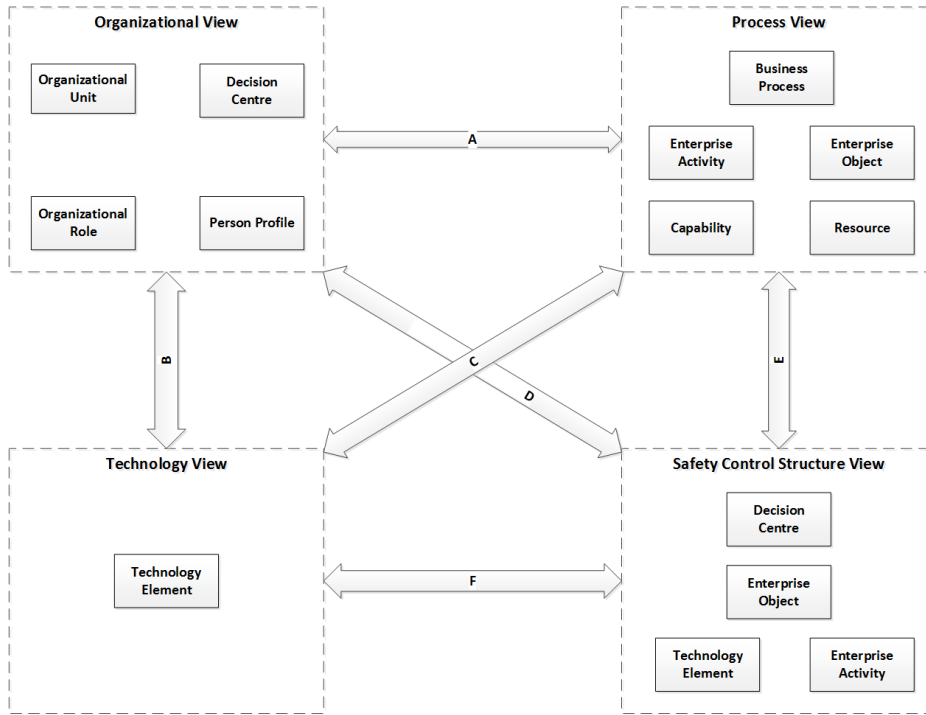 Organizational View
Organizational
Unit
Decision
Centre
Organizational
Role
Person Profile
A
Process View
Business
Process
Enterprise
Activity
Enterprise
Object
Capability
Resource
B
C
D
E
Technology View
Technology
Element
F
Safety Control Structure View
Decision
Centre
Enterprise
Object
Technology
Element
Enterprise
Activity